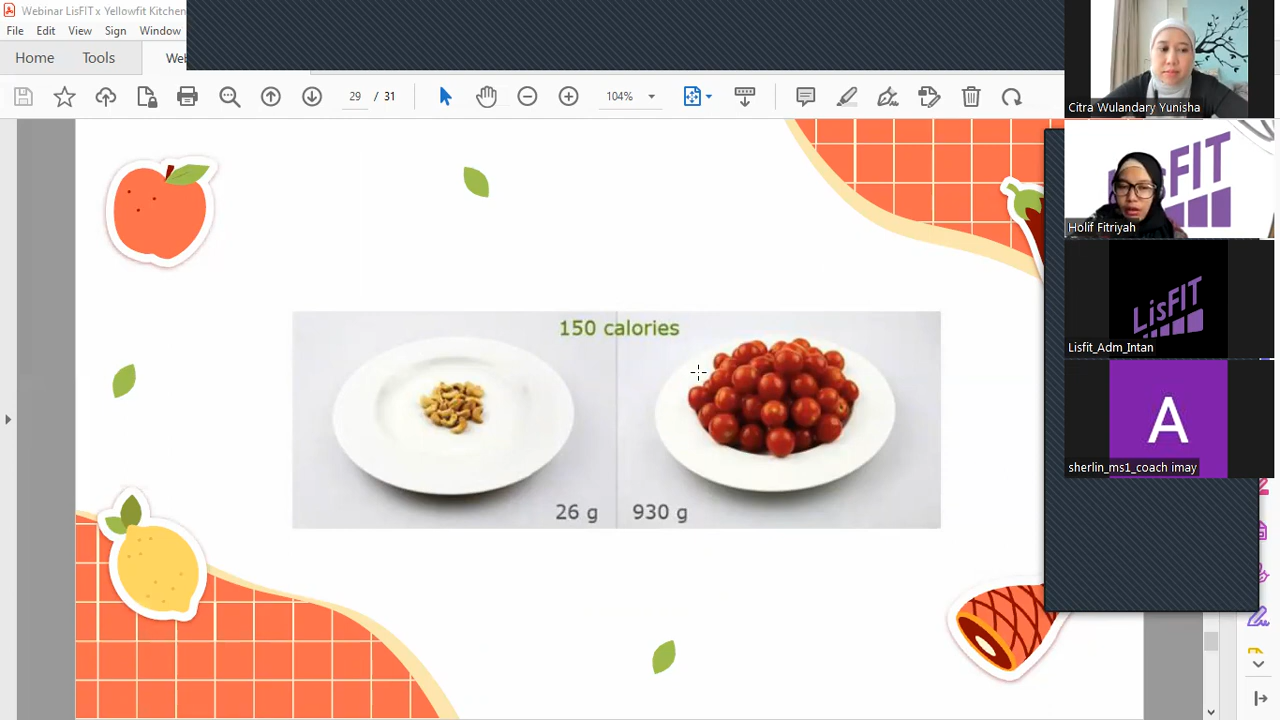 Webinar LisFIT x Yellowfit Kitchen
File Edit View Sign Window
Home Tools
29 / 31
104%
150 calories
26 g
930 g
Citra Wulandary Yunisha
FIT
Holif Fitriyah
LisFIT
Lisfit_Adm_Intan
A
sherlin_ms1_coach imay